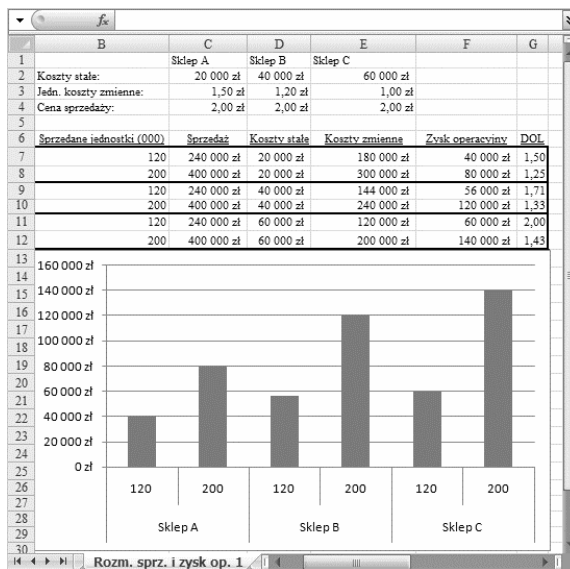 fx
B C D E F G
1 Sklep A Sklep B Sklep C
2 Koszty stałe: 20 000 zł 40 000 zł 60 000 zł
3 Jedn. koszty zmienne: 1,50 zł 1,20 zł 1,00 zł
4 Cena sprzedaży: 2,00 zł 2,00 zł 2,00 zł
5
6 Sprzedane jednostki (000) Sprzedaż Koszty stałe Koszty zmienne Zysk operacyjny DOL
7 120 240 000 zł 20 000 zł 180 000 zł 40 000 zł 1,50
8 200 400 000 zł 20 000 zł 300 000 zł 80 000 zł 1,25
9 120 240 000 zł 40 000 zł 144 000 zł 56 000 zł 1,71
10 200 400 000 zł 40 000 zł 240 000 zł 120 000 zł 1,33
11 120 240 000 zł 60 000 zł 120 000 zł 60 000 zł 2,00
12 200 400 000 zł 60 000 zł 200 000 zł 140 000 zł 1,43
13 160 000 zł
14
15 140 000 zł
16 120 000 zł
17
18 100 000 zł
19 80 000 zł
20
21 60 000 zł
22 40 000 zł
23
24 20 000 zł
25 0 zł
26 120 200 120 200 120 200
27
28
29 Sklep A Sklep B Sklep C
30
Rozm. sprz. i zysk op. 1